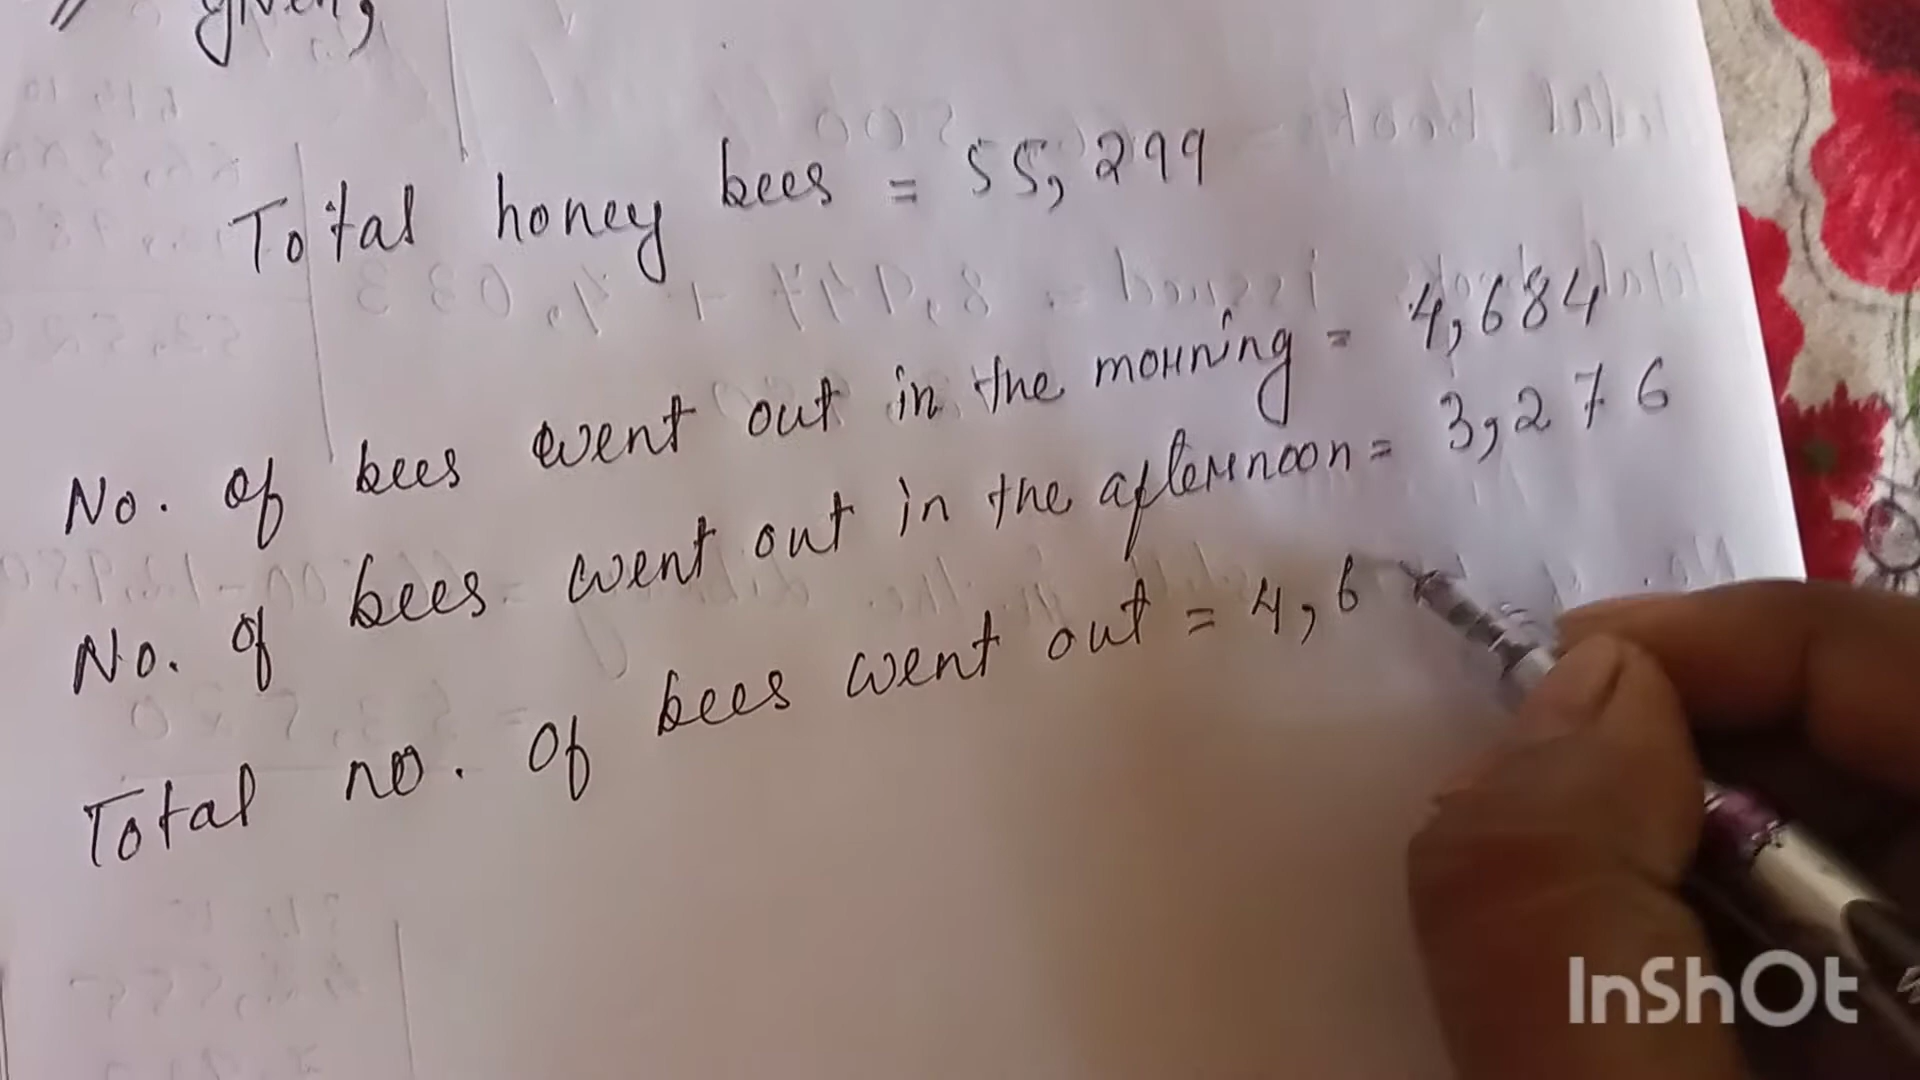 given,
Total honey bees = 55,299
No. of bees went out in the morning = 4,684
No. of bees went out in the afternoon = 3,276
Total no. of bees went out = 4,6
InShOt